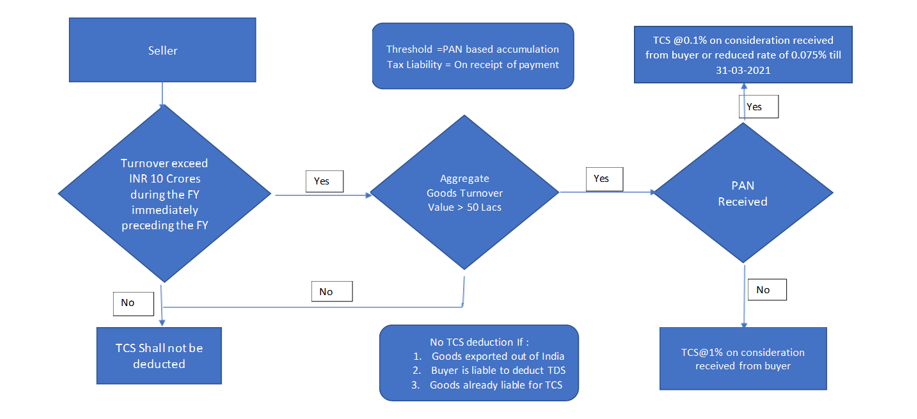 Seller
Threshold =PAN based accumulation
Tax Liability = On receipt of payment
TCS @0.1% on consideration received
from buyer or reduced rate of 0.075% till
31-03-2021
Yes
Turnover exceed
INR 10 Crores
during the FY
immediately
preceding the FY
Yes
Aggregate
Goods Turnover
Value > 50 Lacs
Yes
PAN
Received
No
No
No
TCS Shall not be
deducted
No TCS deduction If :
1. Goods exported out of India
2. Buyer is liable to deduct TDS
3. Goods already liable for TCS
TCS@1% on consideration
received from buyer